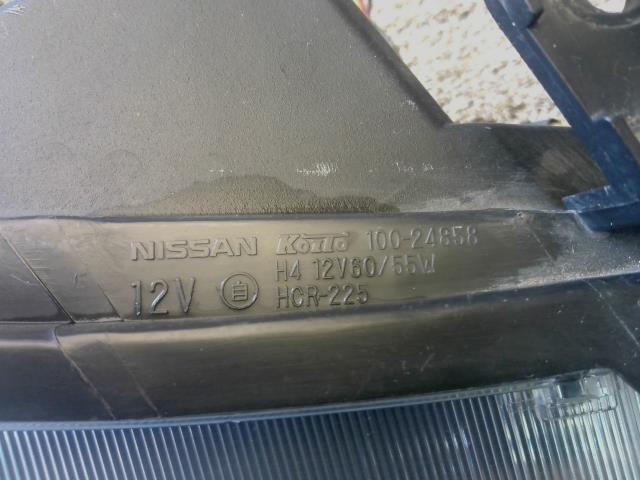 NISSAN Koito 100-24858
H4 12V60/55W
12V 自 HCR-225